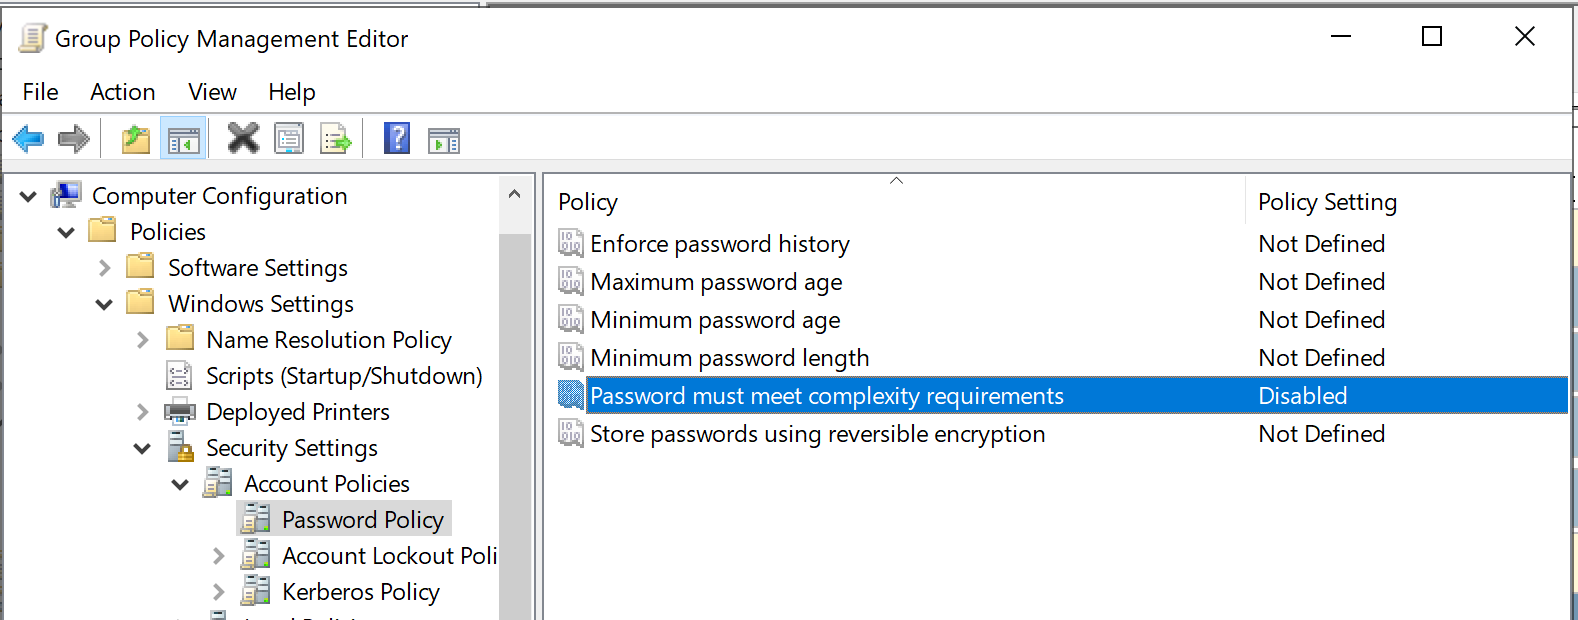 Group Policy Management Editor
File Action View Help
Computer Configuration
Policies
Software Settings
Windows Settings
Name Resolution Policy
Scripts (Startup/Shutdown)
Deployed Printers
Security Settings
Account Policies
Password Policy
Account Lockout Poli
Kerberos Policy
Policy Policy Setting
Enforce password history Not Defined
Maximum password age Not Defined
Minimum password age Not Defined
Minimum password length Not Defined
Password must meet complexity requirements Disabled
Store passwords using reversible encryption Not Defined